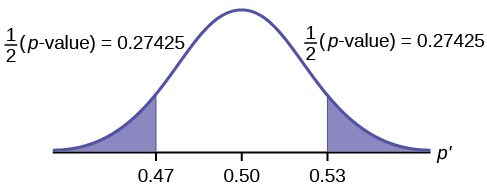 1/2(p-value) = 0.27425
1/2(p-value) = 0.27425
0.47 0.50 0.53 p'